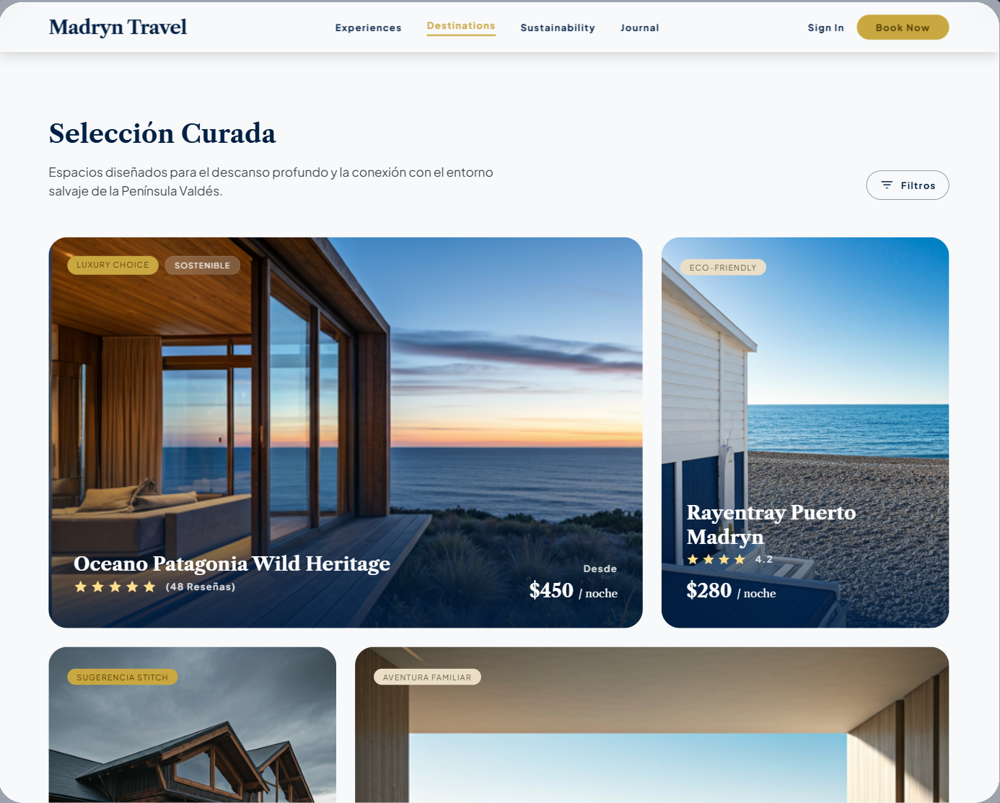 Madryn Travel
Experiences
Destinations
Sustainability
Journal
Sign In
Book Now
Selección Curada
Espacios diseñados para el descanso profundo y la conexión con el entorno
salvaje de la Península Valdés.
Filtros
LUXURY CHOICE
SOSTENIBLE
Oceano Patagonia Wild Heritage
(48 Reseñas)
Desde
$450 / noche
ECO-FRIENDLY
Rayentray Puerto
Madryn
4.2
$280 / noche
SUGERENCIA STITCH
AVENTURA FAMILIAR